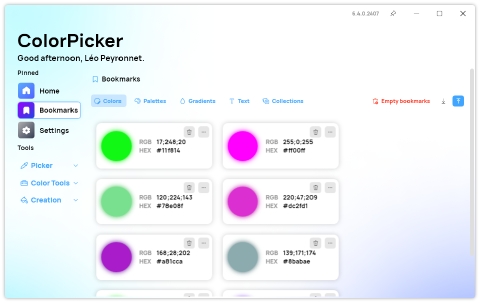 6.4.0.2407
ColorPicker
Good afternoon, Léo Peyronnet.
Pinned
Home
Bookmarks
Settings
Tools
Picker
Color Tools
Creation
Bookmarks
Colors
Palettes
Gradients
Text
Collections
Empty bookmarks
RGB 17;248;20
HEX #11f814
RGB 255;0;255
HEX #ff00ff
RGB 120;224;143
HEX #78e08f
RGB 220;47;209
HEX #dc2fd1
RGB 168;28;202
HEX #a81cca
RGB 139;171;174
HEX #8babae